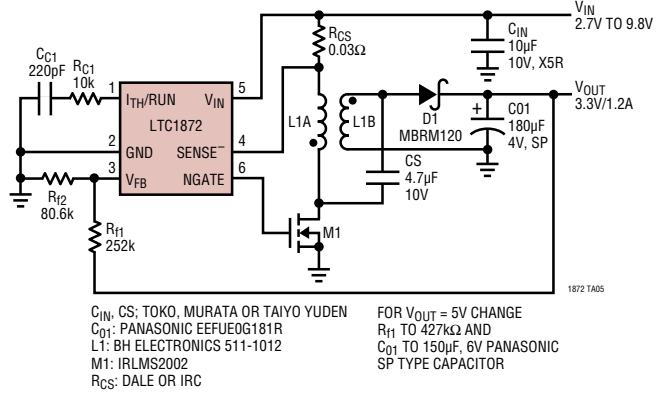 V_IN
2.7V TO 9.8V
C_IN
10µF
10V, X5R
R_CS
0.03Ω
C_C1
220pF
R_C1
10k
1
I_TH/RUN
V_IN
5
LTC1872
2
GND
SENSE⁻
4
3
V_FB
NGATE
6
L1A
L1B
D1
MBRM120
V_OUT
3.3V/1.2A
+
C01
180µF
4V, SP
CS
4.7µF
10V
R_f2
80.6k
R_f1
252k
M1
1872 TA05
C_IN, CS; TOKO, MURATA OR TAIYO YUDEN
C_01: PANASONIC EEFUE0G181R
L1: BH ELECTRONICS 511-1012
M1: IRLMS2002
R_CS: DALE OR IRC
FOR V_OUT = 5V CHANGE
R_f1 TO 427kΩ AND
C_01 TO 150µF, 6V PANASONIC
SP TYPE CAPACITOR